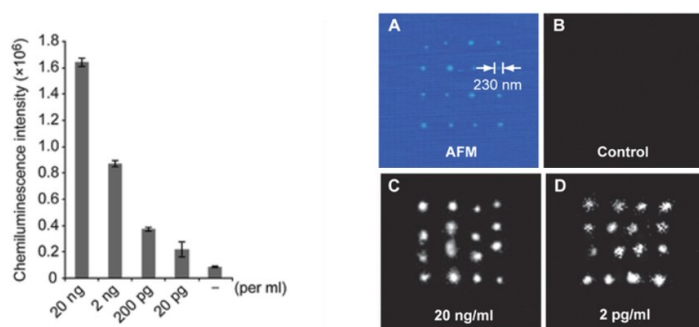 Chemiluminescence intensity (×10⁶)
1.8
1.6
1.4
1.2
1.0
0.8
0.6
0.4
0.2
0
20 ng
2 ng
200 pg
20 pg
–
(per ml)
A
230 nm
AFM
B
Control
C
20 ng/ml
D
2 pg/ml